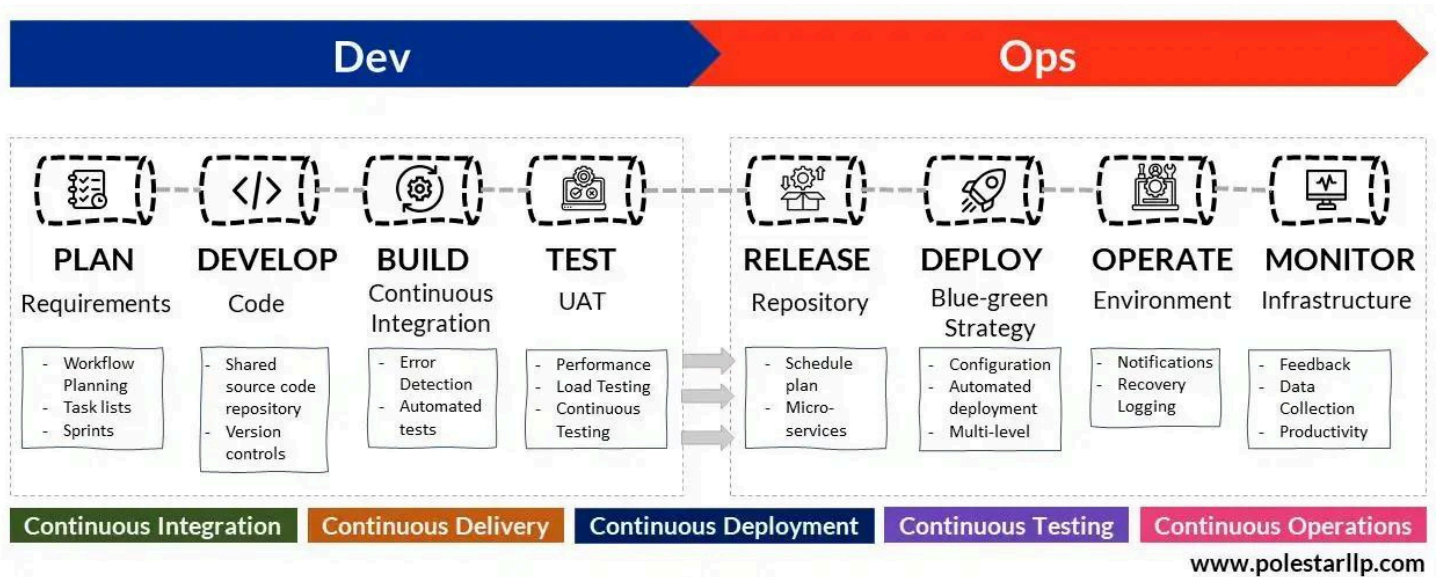 Dev
Ops
PLAN
Requirements
- Workflow
Planning
- Task lists
- Sprints
DEVELOP
Code
- Shared
source code
repository
- Version
controls
BUILD
Continuous
Integration
- Error
Detection
- Automated
tests
TEST
UAT
- Performance
- Load Testing
- Continuous
Testing
RELEASE
Repository
- Schedule
plan
- Micro-
services
DEPLOY
Blue-green
Strategy
- Configuration
- Automated
deployment
- Multi-level
OPERATE
Environment
- Notifications
- Recovery
Logging
MONITOR
Infrastructure
- Feedback
- Data
Collection
- Productivity
Continuous Integration
Continuous Delivery
Continuous Deployment
Continuous Testing
Continuous Operations
www.polestarllp.com